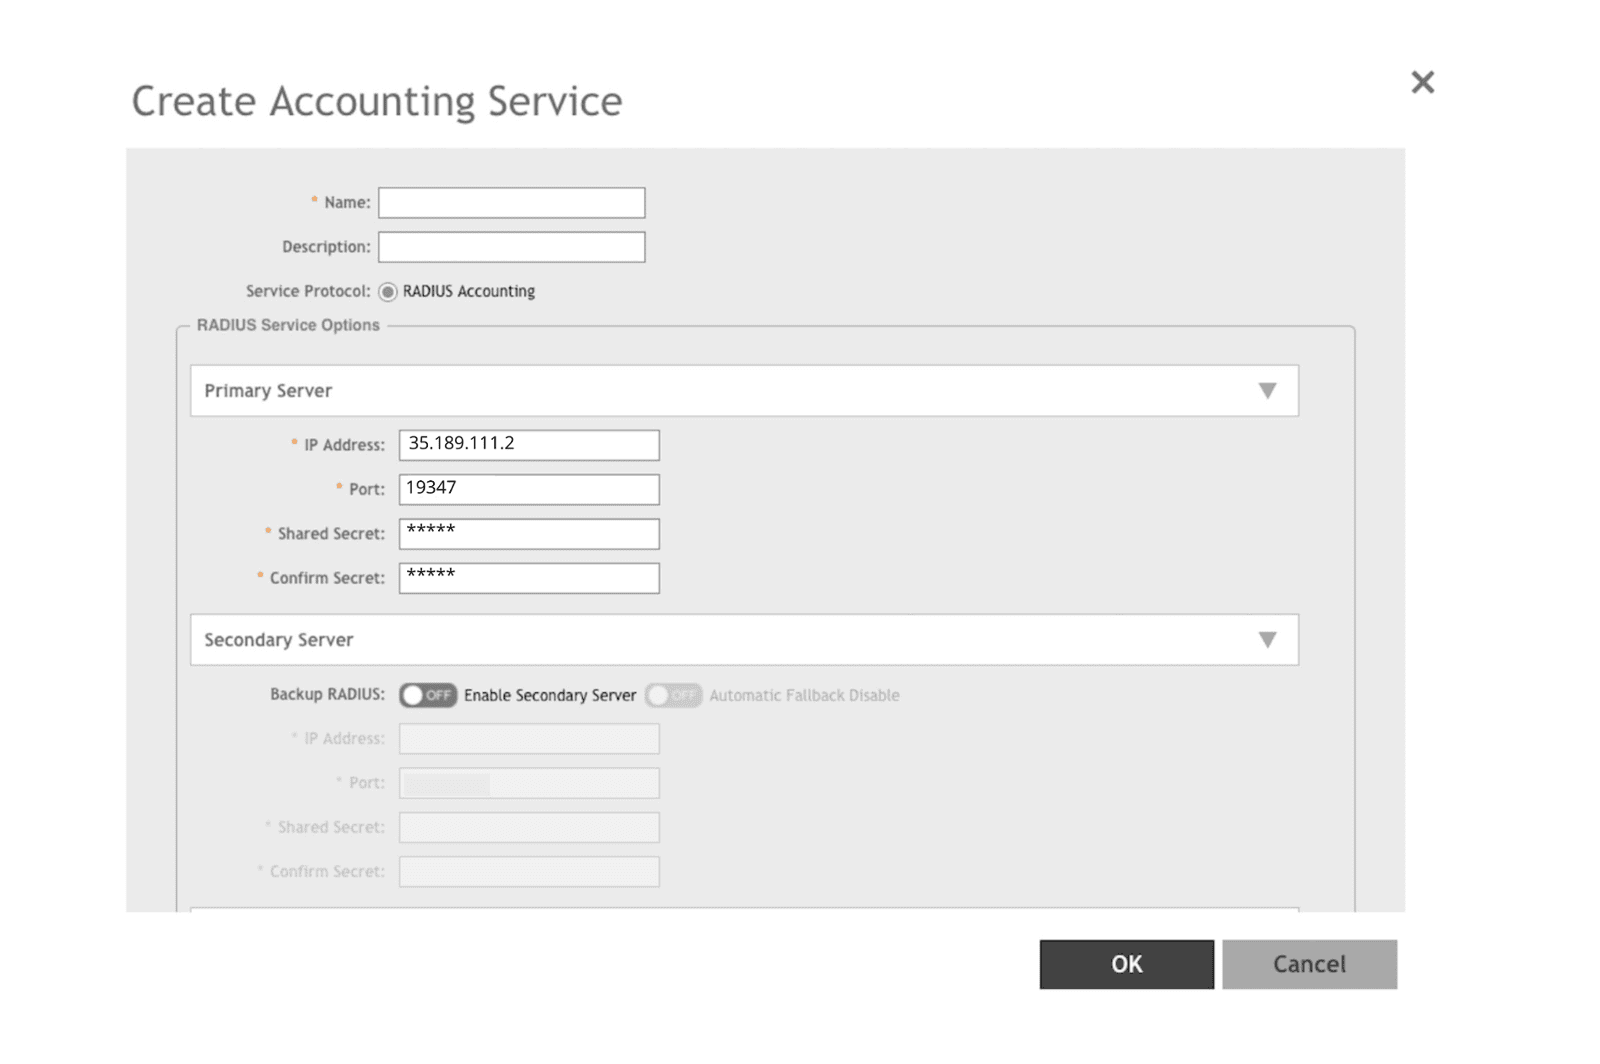 Create Accounting Service
* Name:
Description:
Service Protocol: RADIUS Accounting
RADIUS Service Options
Primary Server
* IP Address: 35.189.111.2
* Port: 19347
* Shared Secret: *****
* Confirm Secret: *****
Secondary Server
Backup RADIUS: OFF Enable Secondary Server OFF Automatic Fallback Disable
* IP Address:
* Port:
* Shared Secret:
* Confirm Secret:
OK Cancel